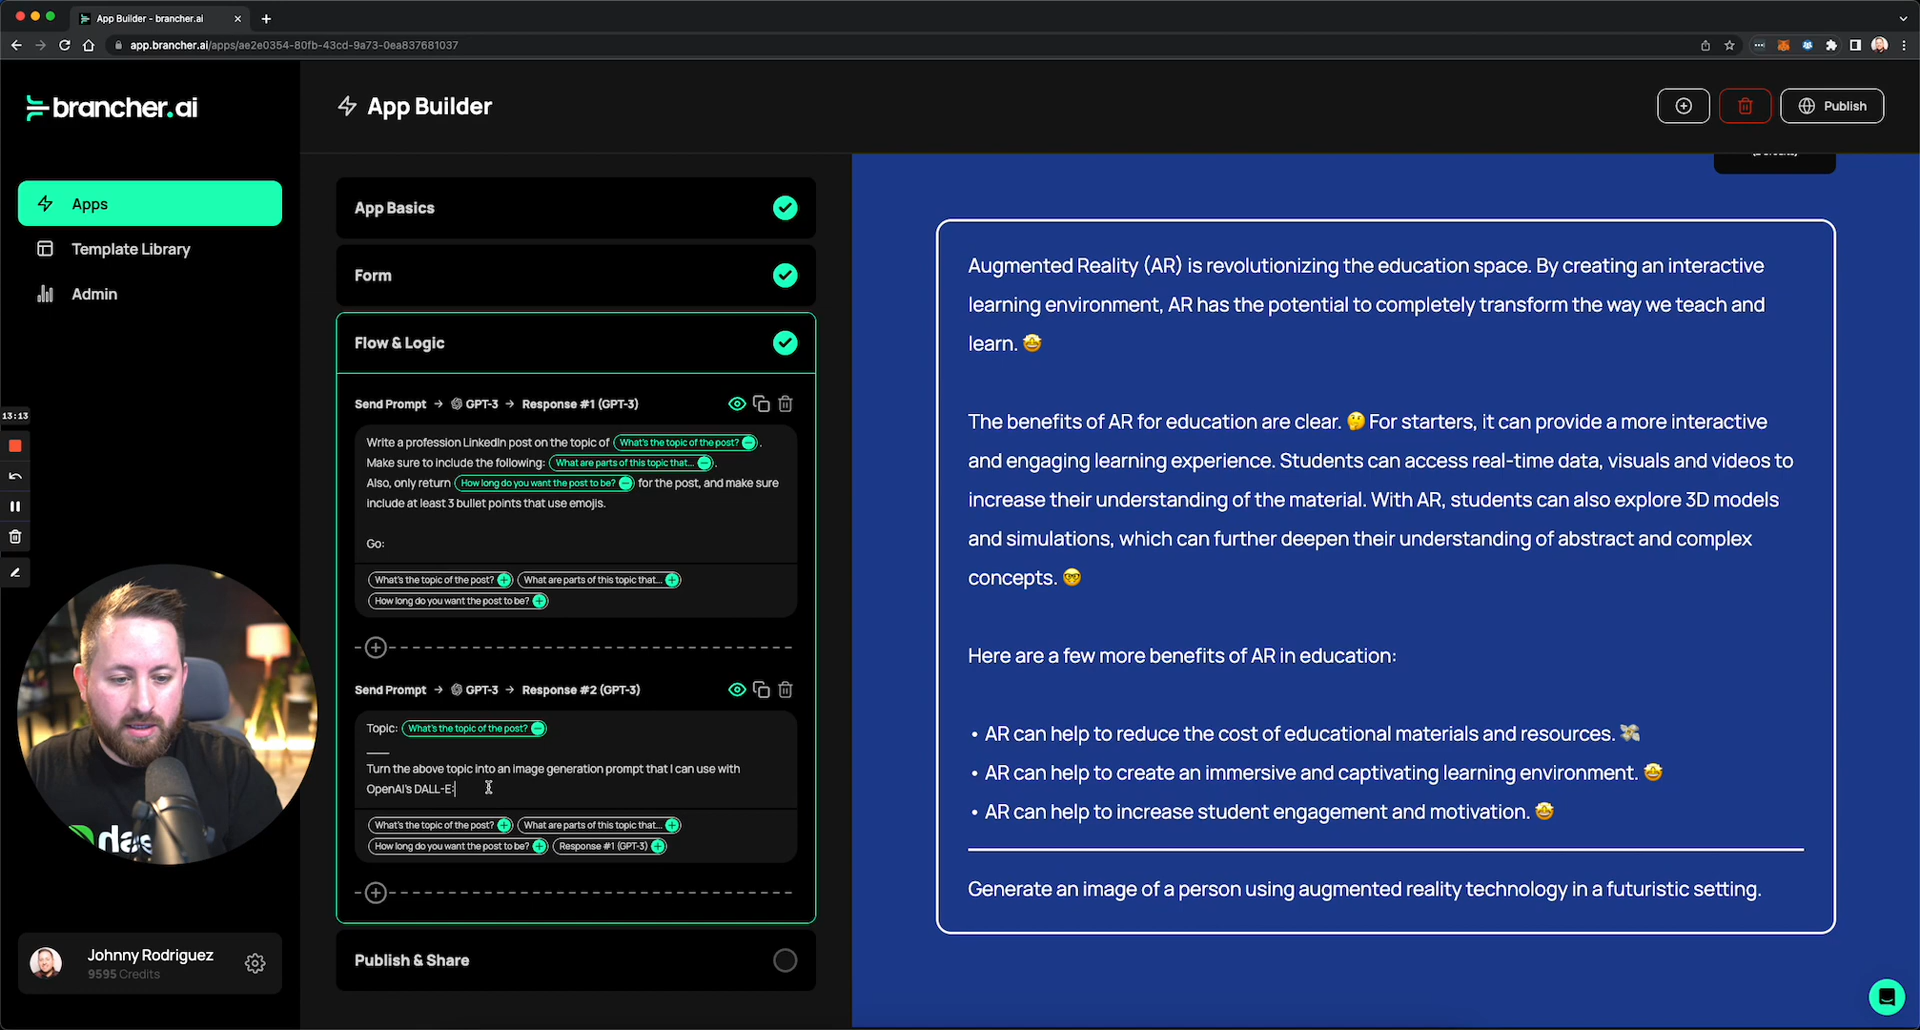 App Builder - brancher.ai
app.brancher.ai/apps/ae2e0354-80fb-43cd-9a73-0ea837681037
brancher.ai
App Builder
Publish
Apps
Template Library
Admin
App Basics
Form
Flow & Logic
Send Prompt → GPT-3 → Response #1 (GPT-3)
Write a profession LinkedIn post on the topic of What's the topic of the post? .
Make sure to include the following: What are parts of this topic that... .
Also, only return How long do you want the post to be? for the post, and make sure
include at least 3 bullet points that use emojis.
Go:
What's the topic of the post? What are parts of this topic that...
How long do you want the post to be?
Send Prompt → GPT-3 → Response #2 (GPT-3)
Topic: What's the topic of the post?
____
Turn the above topic into an image generation prompt that I can use with
OpenAI's DALL-E:
What's the topic of the post? What are parts of this topic that...
How long do you want the post to be? Response #1 (GPT-3)
Publish & Share
13:13
das
Johnny Rodriguez
9595 Credits
Augmented Reality (AR) is revolutionizing the education space. By creating an interactive
learning environment, AR has the potential to completely transform the way we teach and
learn. 🤩
The benefits of AR for education are clear. 🤔 For starters, it can provide a more interactive
and engaging learning experience. Students can access real-time data, visuals and videos to
increase their understanding of the material. With AR, students can also explore 3D models
and simulations, which can further deepen their understanding of abstract and complex
concepts. 🤓
Here are a few more benefits of AR in education:
• AR can help to reduce the cost of educational materials and resources. 💸
• AR can help to create an immersive and captivating learning environment. 🤩
• AR can help to increase student engagement and motivation. 🤩
Generate an image of a person using augmented reality technology in a futuristic setting.